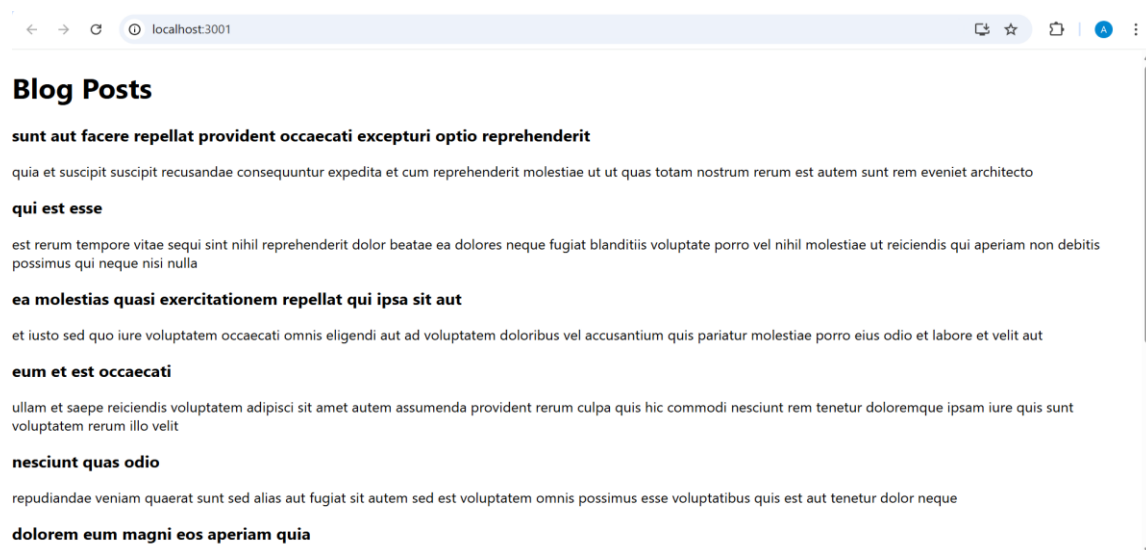 localhost:3001
A
Blog Posts
sunt aut facere repellat provident occaecati excepturi optio reprehenderit
quia et suscipit suscipit recusandae consequuntur expedita et cum reprehenderit molestiae ut ut quas totam nostrum rerum est autem sunt rem eveniet architecto
qui est esse
est rerum tempore vitae sequi sint nihil reprehenderit dolor beatae ea dolores neque fugiat blanditiis voluptate porro vel nihil molestiae ut reiciendis qui aperiam non debitis
possimus qui neque nisi nulla
ea molestias quasi exercitationem repellat qui ipsa sit aut
et iusto sed quo iure voluptatem occaecati omnis eligendi aut ad voluptatem doloribus vel accusantium quis pariatur molestiae porro eius odio et labore et velit aut
eum et est occaecati
ullam et saepe reiciendis voluptatem adipisci sit amet autem assumenda provident rerum culpa quis hic commodi nesciunt rem tenetur doloremque ipsam iure quis sunt
voluptatem rerum illo velit
nesciunt quas odio
repudiandae veniam quaerat sunt sed alias aut fugiat sit autem sed est voluptatem omnis possimus esse voluptatibus quis est aut tenetur dolor neque
dolorem eum magni eos aperiam quia